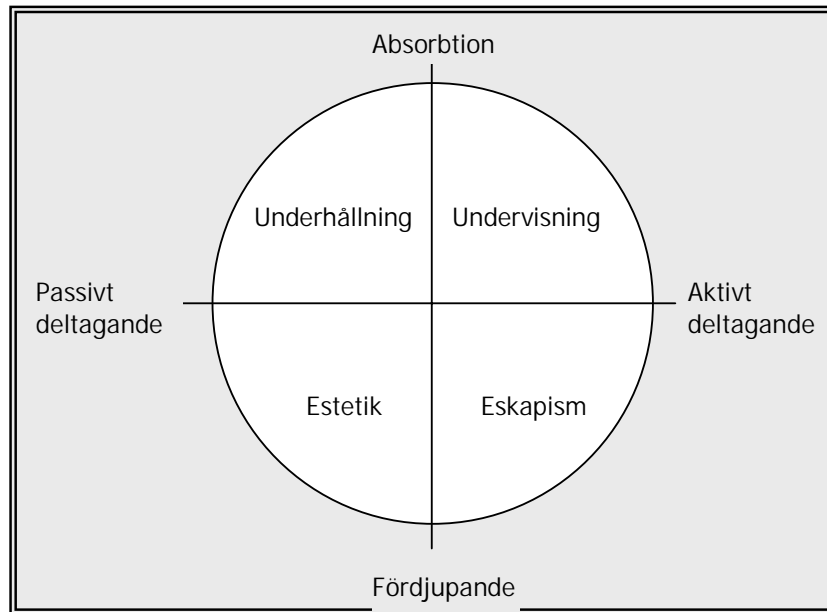 Absorbtion
Underhållning
Undervisning
Passivt
deltagande
Aktivt
deltagande
Estetik
Eskapism
Fördjupande